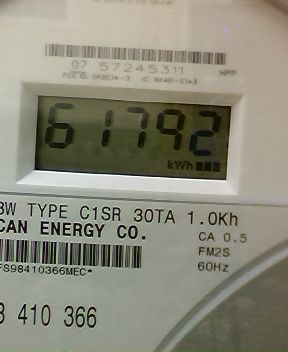 07 57245311
61792
kWh
3W TYPE C1SR 30TA 1.0Kh
CAN ENERGY CO.
CA 0.5
FM2S
60Hz
FS98410366MEC*
410 366